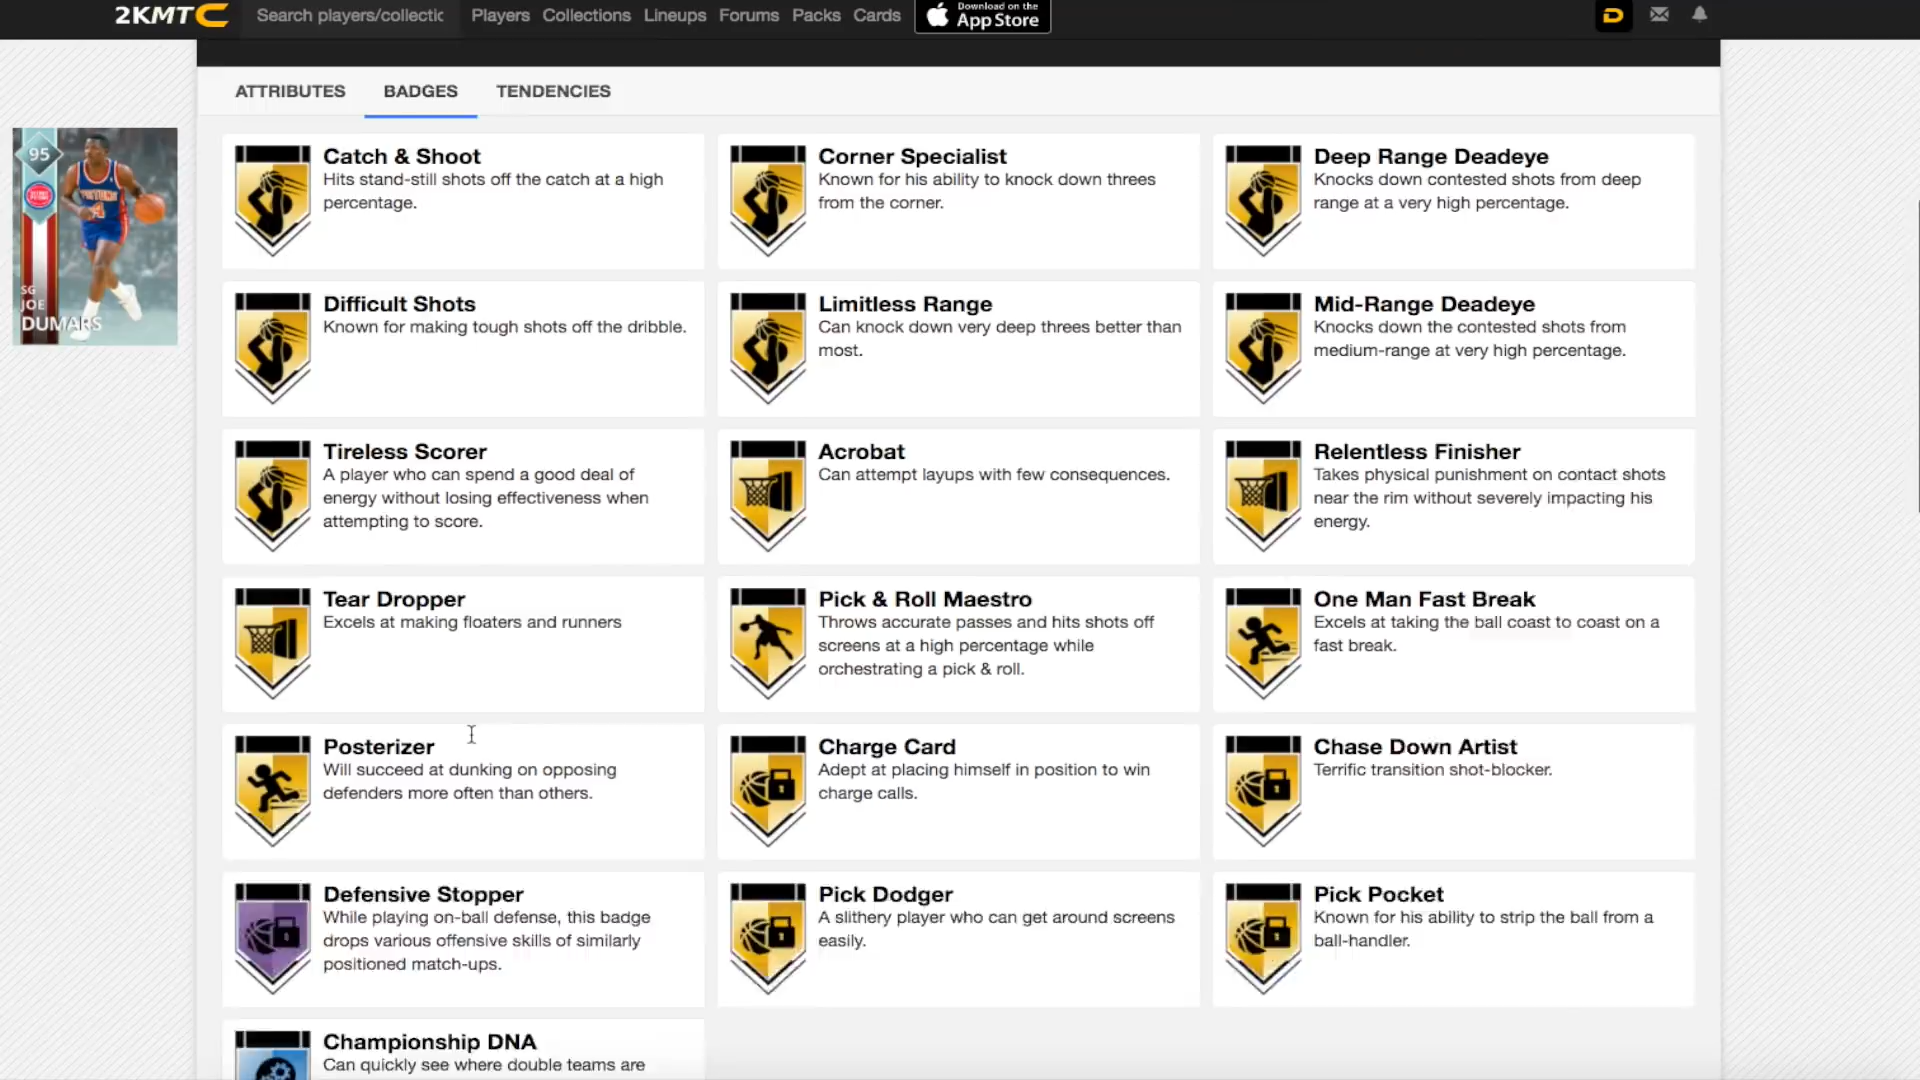 2KMTC
Search players/collectic
Players Collections Lineups Forums Packs Cards
Download on the
App Store
ATTRIBUTES BADGES TENDENCIES
95
PISTONS
4
SG
JOE
DUMARS
Catch & Shoot
Hits stand-still shots off the catch at a high
percentage.
Corner Specialist
Known for his ability to knock down threes
from the corner.
Deep Range Deadeye
Knocks down contested shots from deep
range at a very high percentage.
Difficult Shots
Known for making tough shots off the dribble.
Limitless Range
Can knock down very deep threes better than
most.
Mid-Range Deadeye
Knocks down the contested shots from
medium-range at very high percentage.
Tireless Scorer
A player who can spend a good deal of
energy without losing effectiveness when
attempting to score.
Acrobat
Can attempt layups with few consequences.
Relentless Finisher
Takes physical punishment on contact shots
near the rim without severely impacting his
energy.
Tear Dropper
Excels at making floaters and runners
Pick & Roll Maestro
Throws accurate passes and hits shots off
screens at a high percentage while
orchestrating a pick & roll.
One Man Fast Break
Excels at taking the ball coast to coast on a
fast break.
Posterizer
Will succeed at dunking on opposing
defenders more often than others.
Charge Card
Adept at placing himself in position to win
charge calls.
Chase Down Artist
Terrific transition shot-blocker.
Defensive Stopper
While playing on-ball defense, this badge
drops various offensive skills of similarly
positioned match-ups.
Pick Dodger
A slithery player who can get around screens
easily.
Pick Pocket
Known for his ability to strip the ball from a
ball-handler.
Championship DNA
Can quickly see where double teams are